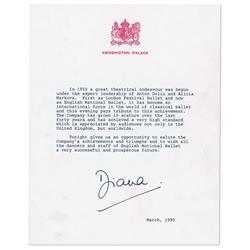 KENSINGTON PALACE
In 1950 a great theatrical endeavour was begun
under the expert leadership of Anton Dolin and Alicia
Markova. First as London Festival Ballet and now
as English National Ballet, it has become an
international force in the world of classical ballet
and this evening pays tribute to this achievement.
The Company has grown in stature over the last
forty years and has achieved a very high standard
which is appreciated by audiences not only in the
United Kingdom, but worldwide.
Tonight gives us an opportunity to salute the
Company's achievements and triumphs and to wish all
the dancers and staff of English National Ballet
a very successful and prosperous future.
Diana
March, 1990